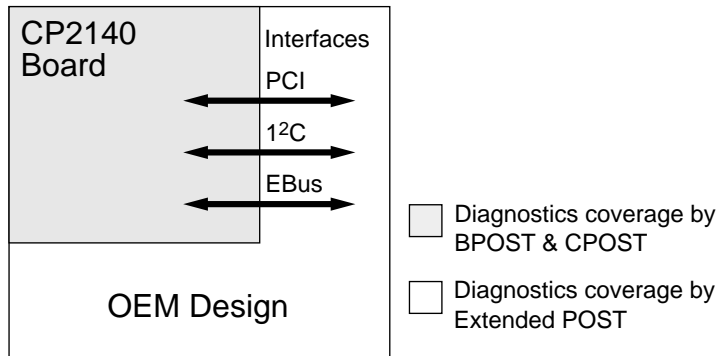 CP2140
Board
Interfaces
PCI
1²C
EBus
OEM Design
Diagnostics coverage by
BPOST & CPOST
Diagnostics coverage by
Extended POST